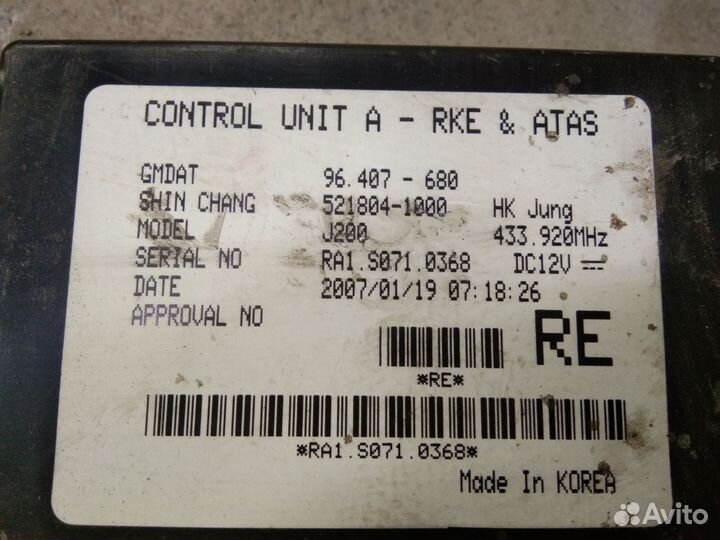 CONTROL UNIT A - RKE & ATAS
GMDAT 96.407 - 680
SHIN CHANG 521804-1000 HK Jung
MODEL J200 433.920MHz
SERIAL NO RA1.S071.0368 DC12V
DATE 2007/01/19 07:18:26
APPROVAL NO
RE
*RE*
*RA1.S071.0368*
Made In KOREA
Avito